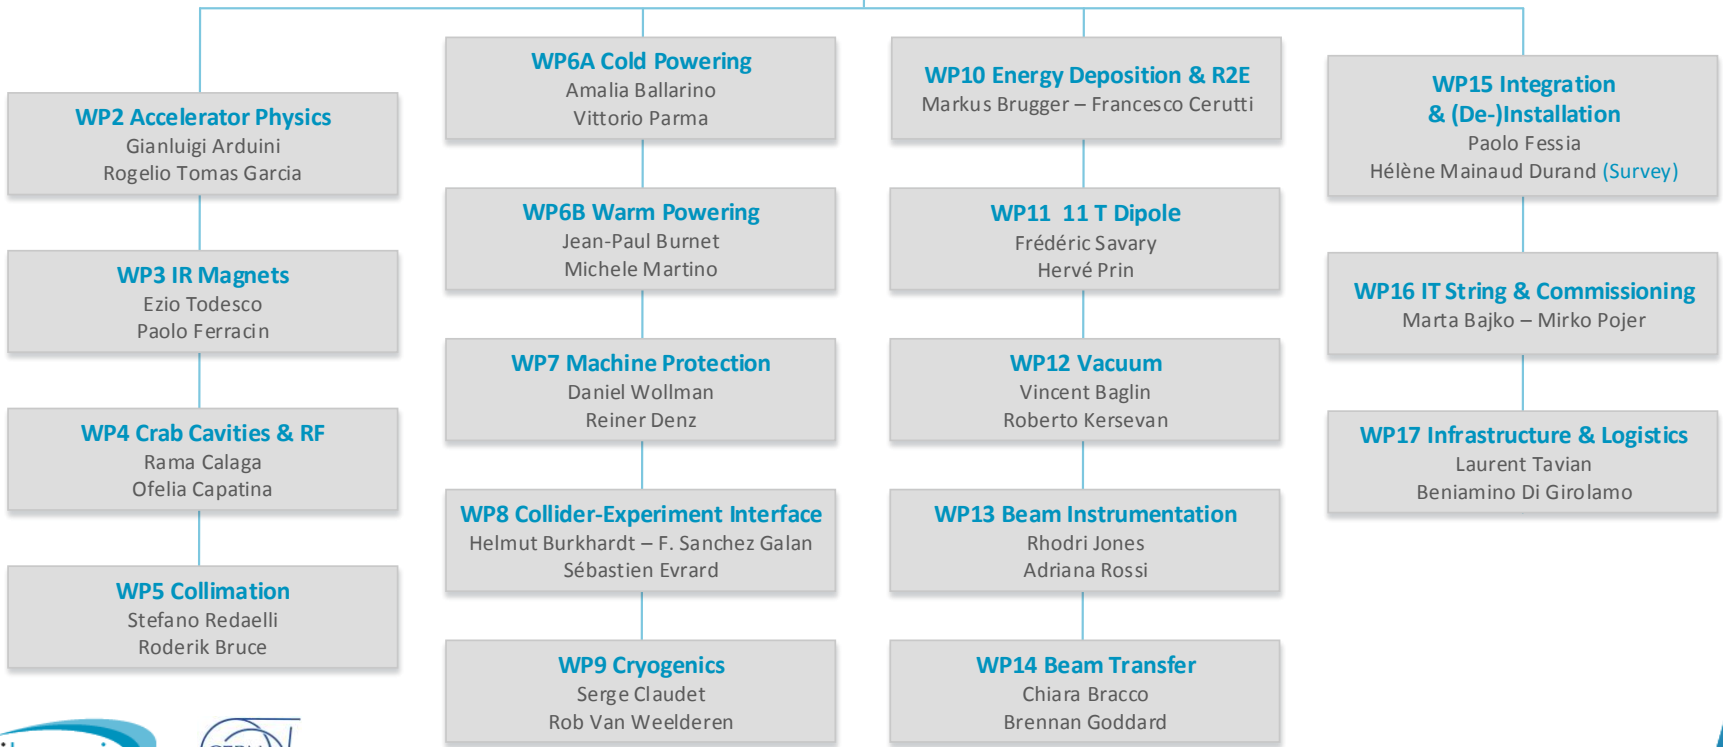 WP2 Accelerator Physics
Gianluigi Arduini
Rogelio Tomas Garcia
WP3 IR Magnets
Ezio Todesco
Paolo Ferracin
WP4 Crab Cavities & RF
Rama Calaga
Ofelia Capatina
WP5 Collimation
Stefano Redaelli
Roderik Bruce
WP6A Cold Powering
Amalia Ballarino
Vittorio Parma
WP6B Warm Powering
Jean-Paul Burnet
Michele Martino
WP7 Machine Protection
Daniel Wollman
Reiner Denz
WP8 Collider-Experiment Interface
Helmut Burkhardt – F. Sanchez Galan
Sébastien Evrard
WP9 Cryogenics
Serge Claudet
Rob Van Weelderen
WP10 Energy Deposition & R2E
Markus Brugger – Francesco Cerutti
WP11 11 T Dipole
Frédéric Savary
Hervé Prin
WP12 Vacuum
Vincent Baglin
Roberto Kersevan
WP13 Beam Instrumentation
Rhodri Jones
Adriana Rossi
WP14 Beam Transfer
Chiara Bracco
Brennan Goddard
WP15 Integration
& (De-)Installation
Paolo Fessia
Hélène Mainaud Durand (Survey)
WP16 IT String & Commissioning
Marta Bajko – Mirko Pojer
WP17 Infrastructure & Logistics
Laurent Tavian
Beniamino Di Girolamo